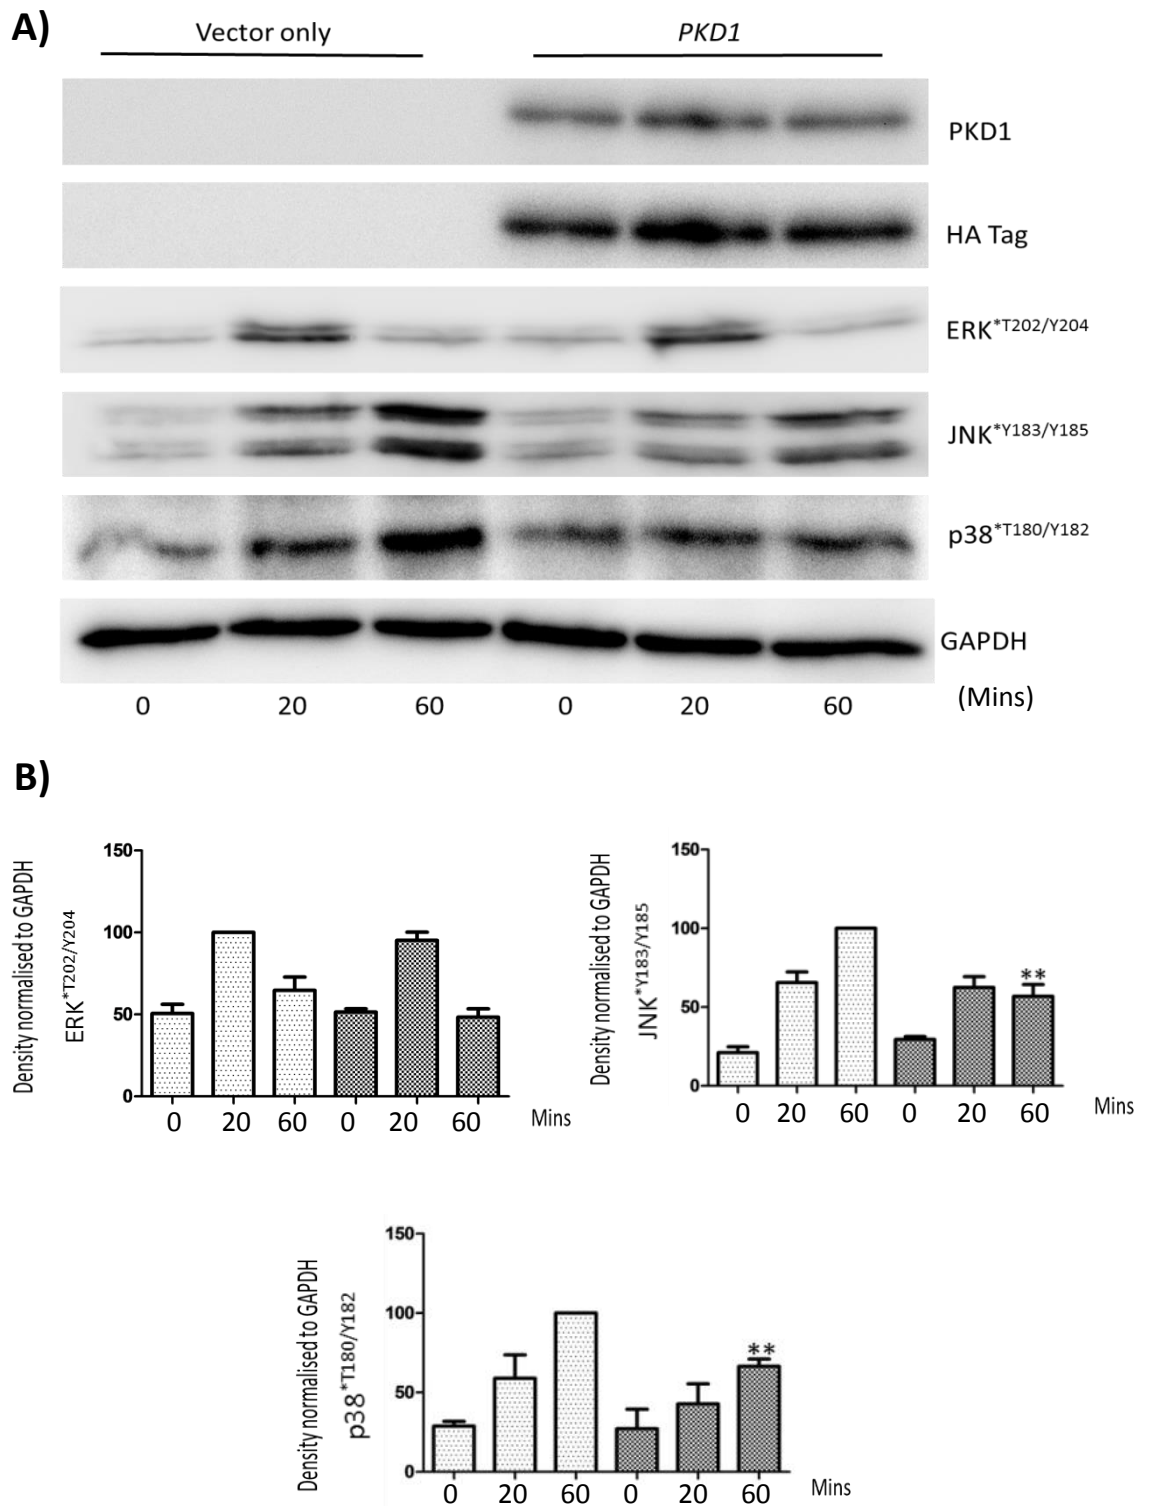 A)
Vector only
PKD1
PKD1
HA Tag
ERK*T202/Y204
JNK*Y183/Y185
p38*T180/Y182
GAPDH
0 20 60 0 20 60 (Mins)
B)
Density normalised to GAPDH
ERK*T202/Y204
150
100
50
0
0 20 60 0 20 60 Mins
Density normalised to GAPDH
JNK*Y183/Y185
150
100
50
0
**
0 20 60 0 20 60 Mins
Density normalised to GAPDH
p38*T180/Y182
150
100
50
0
**
0 20 60 0 20 60 Mins